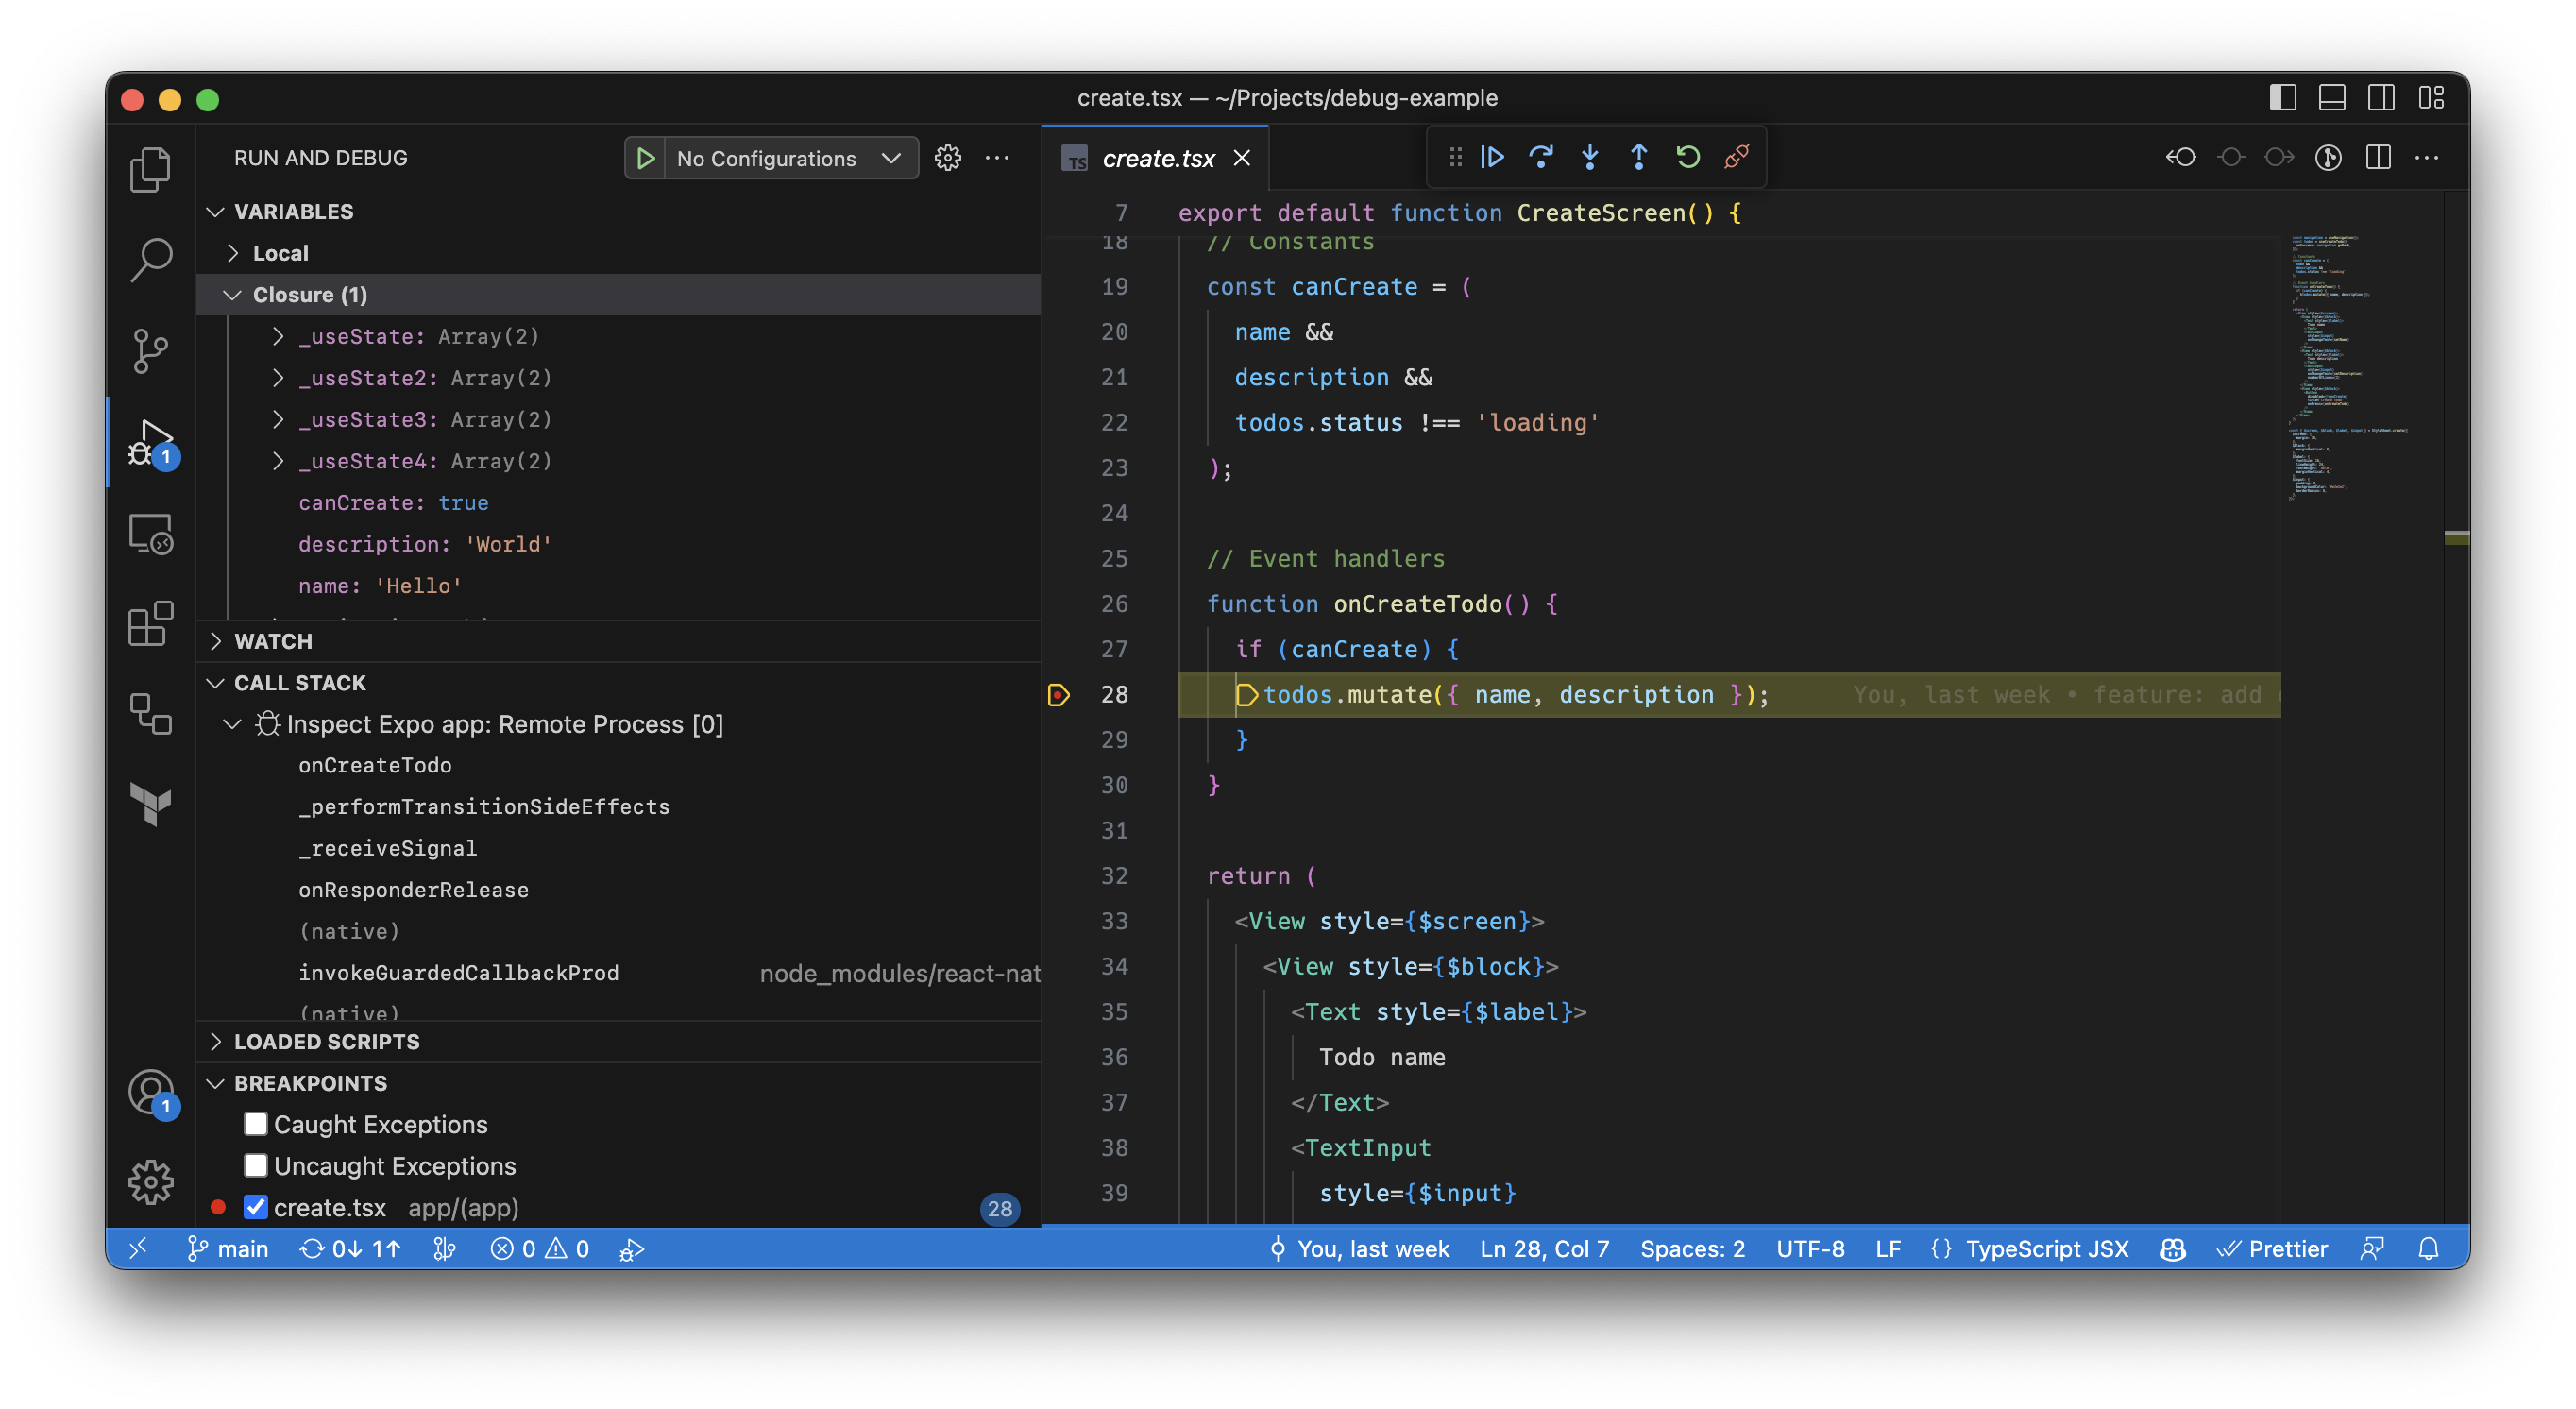 create.tsx — ~/Projects/debug-example
RUN AND DEBUG
No Configurations
VARIABLES
Local
Closure (1)
_useState: Array(2)
_useState2: Array(2)
_useState3: Array(2)
_useState4: Array(2)
canCreate: true
description: 'World'
name: 'Hello'
WATCH
CALL STACK
Inspect Expo app: Remote Process [0]
onCreateTodo
_performTransitionSideEffects
_receiveSignal
onResponderRelease
(native)
invokeGuardedCallbackProd node_modules/react-nat
(native)
LOADED SCRIPTS
BREAKPOINTS
Caught Exceptions
Uncaught Exceptions
create.tsx app/(app) 28
1
1
TS create.tsx
7 export default function CreateScreen() {
18 // Constants
19 const canCreate = (
20 name &&
21 description &&
22 todos.status !== 'loading'
23 );
24
25 // Event handlers
26 function onCreateTodo() {
27 if (canCreate) {
28 todos.mutate({ name, description }); You, last week • feature: add
29 }
30 }
31
32 return (
33 <View style={$screen}>
34 <View style={$block}>
35 <Text style={$label}>
36 Todo name
37 </Text>
38 <TextInput
39 style={$input}
main 0↓ 1↑ 0 0 You, last week Ln 28, Col 7 Spaces: 2 UTF-8 LF {} TypeScript JSX Prettier